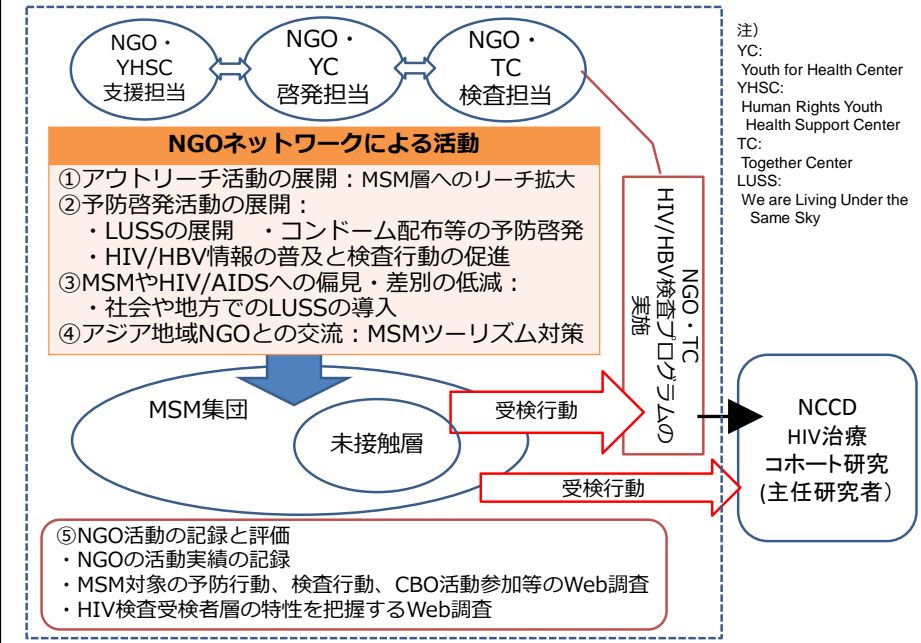 NGO・
YHSC
支援担当
NGO・
YC
啓発担当
NGO・
TC
検査担当
注）
YC:
Youth for Health Center
YHSC:
Human Rights Youth
Health Support Center
TC:
Together Center
LUSS:
We are Living Under the
Same Sky
NGOネットワークによる活動
①アウトリーチ活動の展開：MSM層へのリーチ拡大
②予防啓発活動の展開：
・LUSSの展開　・コンドーム配布等の予防啓発
・HIV/HBV情報の普及と検査行動の促進
③MSMやHIV/AIDSへの偏見・差別の低減：
・社会や地方でのLUSSの導入
④アジア地域NGOとの交流：MSMツーリズム対策
NGO・TC
HIV/HBV検査プログラムの
実施
MSM集団
未接触層
受検行動
受検行動
NCCD
HIV治療
コホート研究
(主任研究者）
⑤NGO活動の記録と評価
・NGOの活動実績の記録
・MSM対象の予防行動、検査行動、CBO活動参加等のWeb調査
・HIV検査受検者層の特性を把握するWeb調査